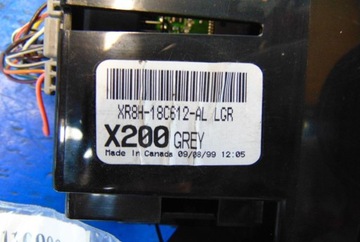 XR8H-18C612-AL LGR
X200 GREY
Made in Canada 09/08/99 12:05